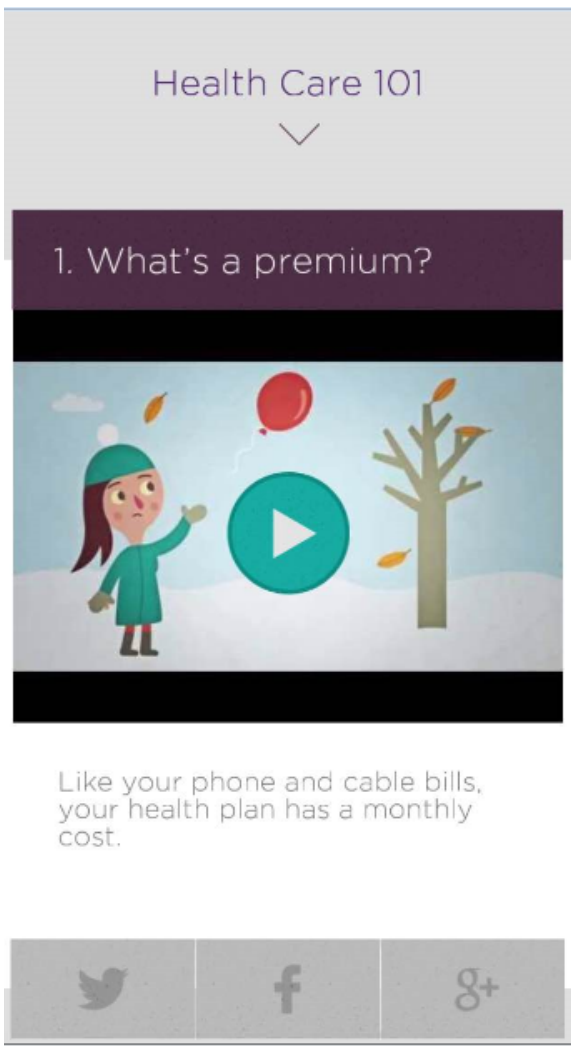 Health Care 101
1. What's a premium?
Like your phone and cable bills,
your health plan has a monthly
cost.
f
g+